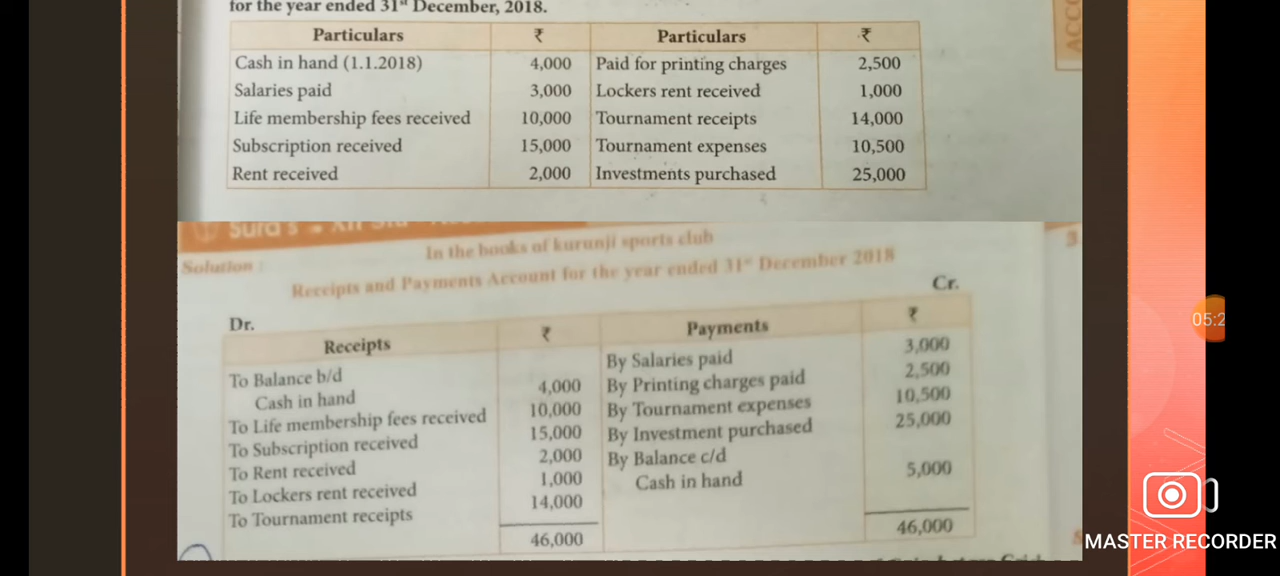 for the year ended 31st December, 2018.
Particulars ₹ Particulars ₹
Cash in hand (1.1.2018) 4,000 Paid for printing charges 2,500
Salaries paid 3,000 Lockers rent received 1,000
Life membership fees received 10,000 Tournament receipts 14,000
Subscription received 15,000 Tournament expenses 10,500
Rent received 2,000 Investments purchased 25,000
Sura's
In the books of kurunji sports club
Solution :
Receipts and Payments Account for the year ended 31st December 2018
Dr. Cr.
Receipts ₹ Payments ₹
To Balance b/d By Salaries paid 3,000
Cash in hand 4,000 By Printing charges paid 2,500
To Life membership fees received 10,000 By Tournament expenses 10,500
To Subscription received 15,000 By Investment purchased 25,000
To Rent received 2,000 By Balance c/d
To Lockers rent received 1,000 Cash in hand 5,000
To Tournament receipts 14,000
46,000 46,000
ACC
3
05:2
MASTER RECORDER